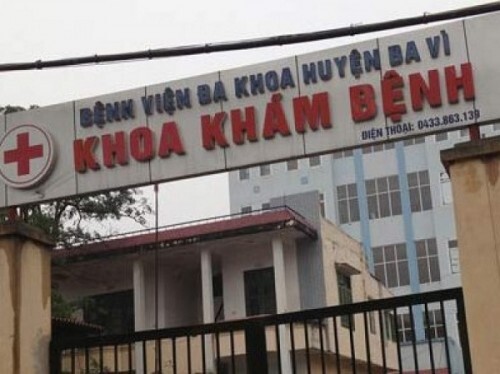 BỆNH VIỆN ĐA KHOA HUYỆN BA VÌ
KHOA KHÁM BỆNH
ĐIỆN THOẠI: 0433.863.139